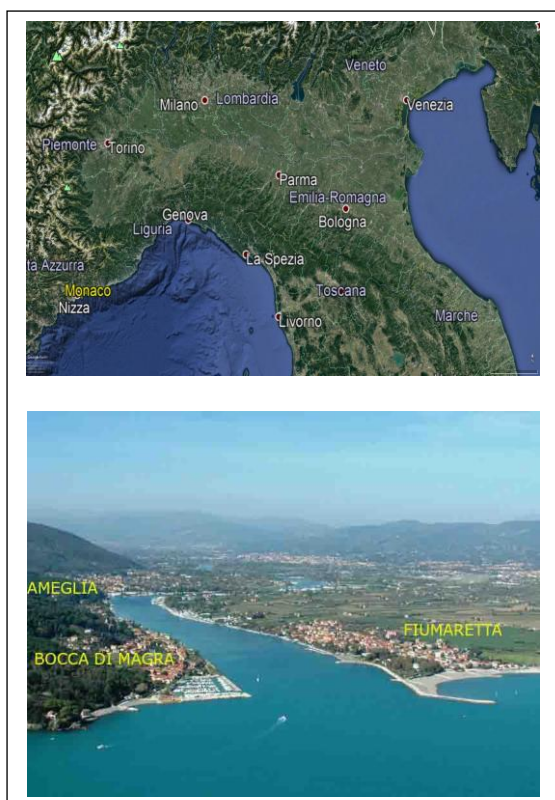 Veneto
Milano Lombardia Venezia
Piemonte Torino
Parma
Emilia-Romagna
Genova Bologna
Liguria
La Spezia
ta Azzurra
Monaco Toscana
Nizza Livorno Marche
AMEGLIA
FIUMARETTA
BOCCA DI MAGRA